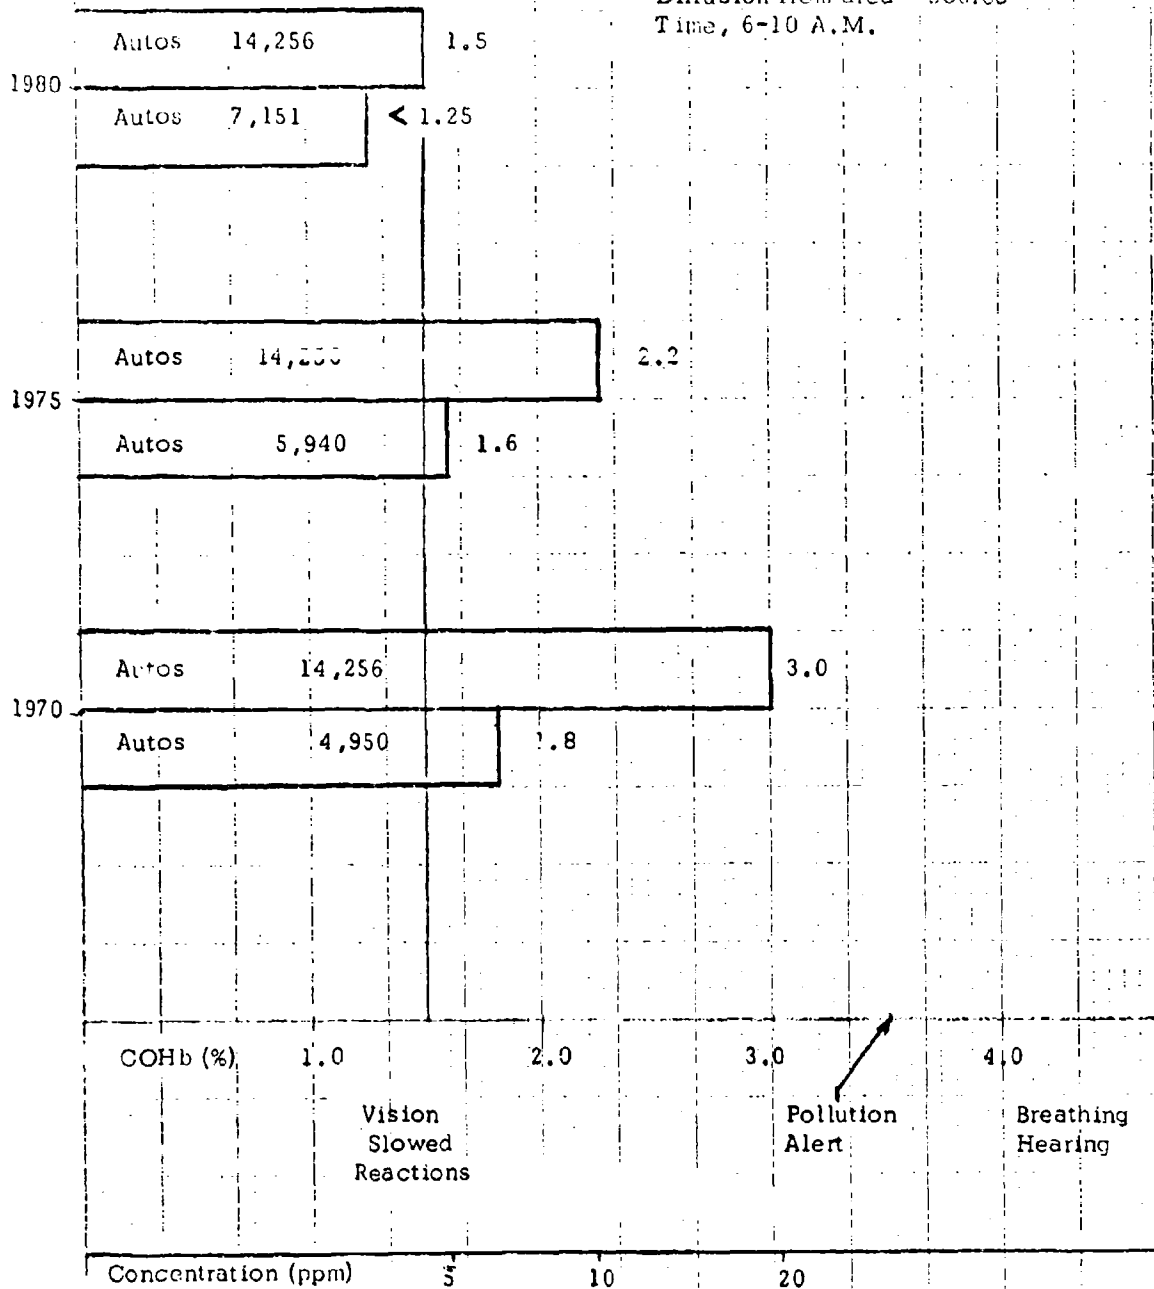 Time, 6-10 A.M.
Autos 14,256 1.5
1980
Autos 7,151 < 1.25
Autos 2.2
1975
Autos 5,940 1.6
Autos 14,256 3.0
1970
Autos 4,950 .8
COHb (%) 1.0 2.0 3.0 4.0
Vision
Slowed
Reactions
Pollution
Alert
Breathing
Hearing
Concentration (ppm) 5 10 20